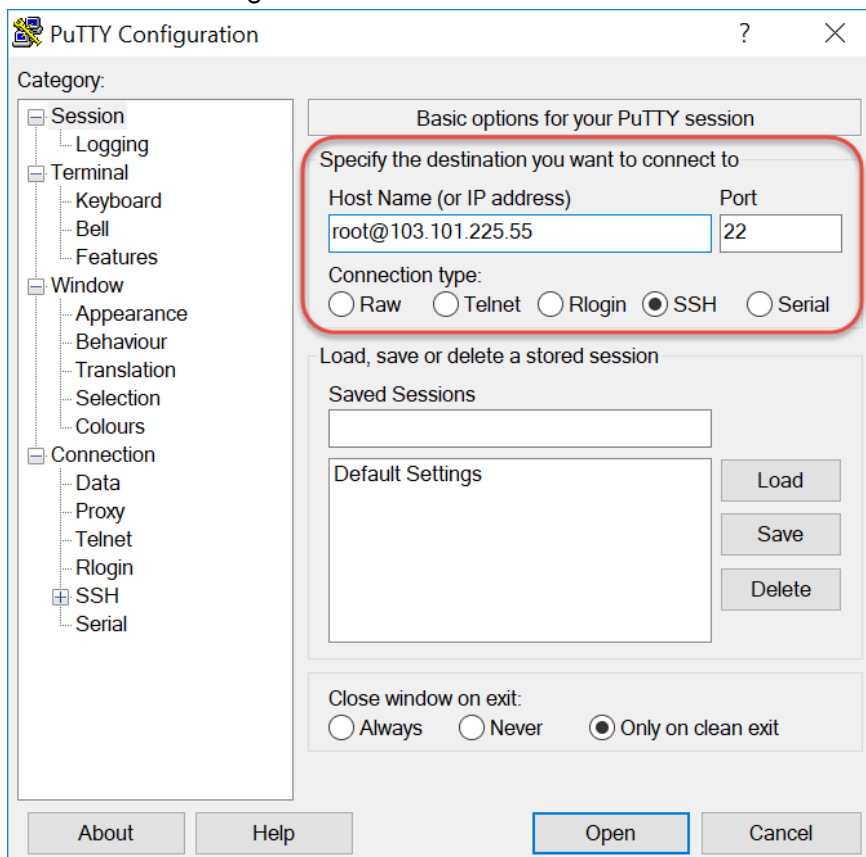 PuTTY Configuration
?
Category:
Session
Logging
Terminal
Keyboard
Bell
Features
Window
Appearance
Behaviour
Translation
Selection
Colours
Connection
Data
Proxy
Telnet
Rlogin
SSH
Serial
Basic options for your PuTTY session
Specify the destination you want to connect to
Host Name (or IP address) Port
root@103.101.225.55 22
Connection type:
Raw Telnet Rlogin SSH Serial
Load, save or delete a stored session
Saved Sessions
Default Settings
Load
Save
Delete
Close window on exit:
Always Never Only on clean exit
About Help Open Cancel